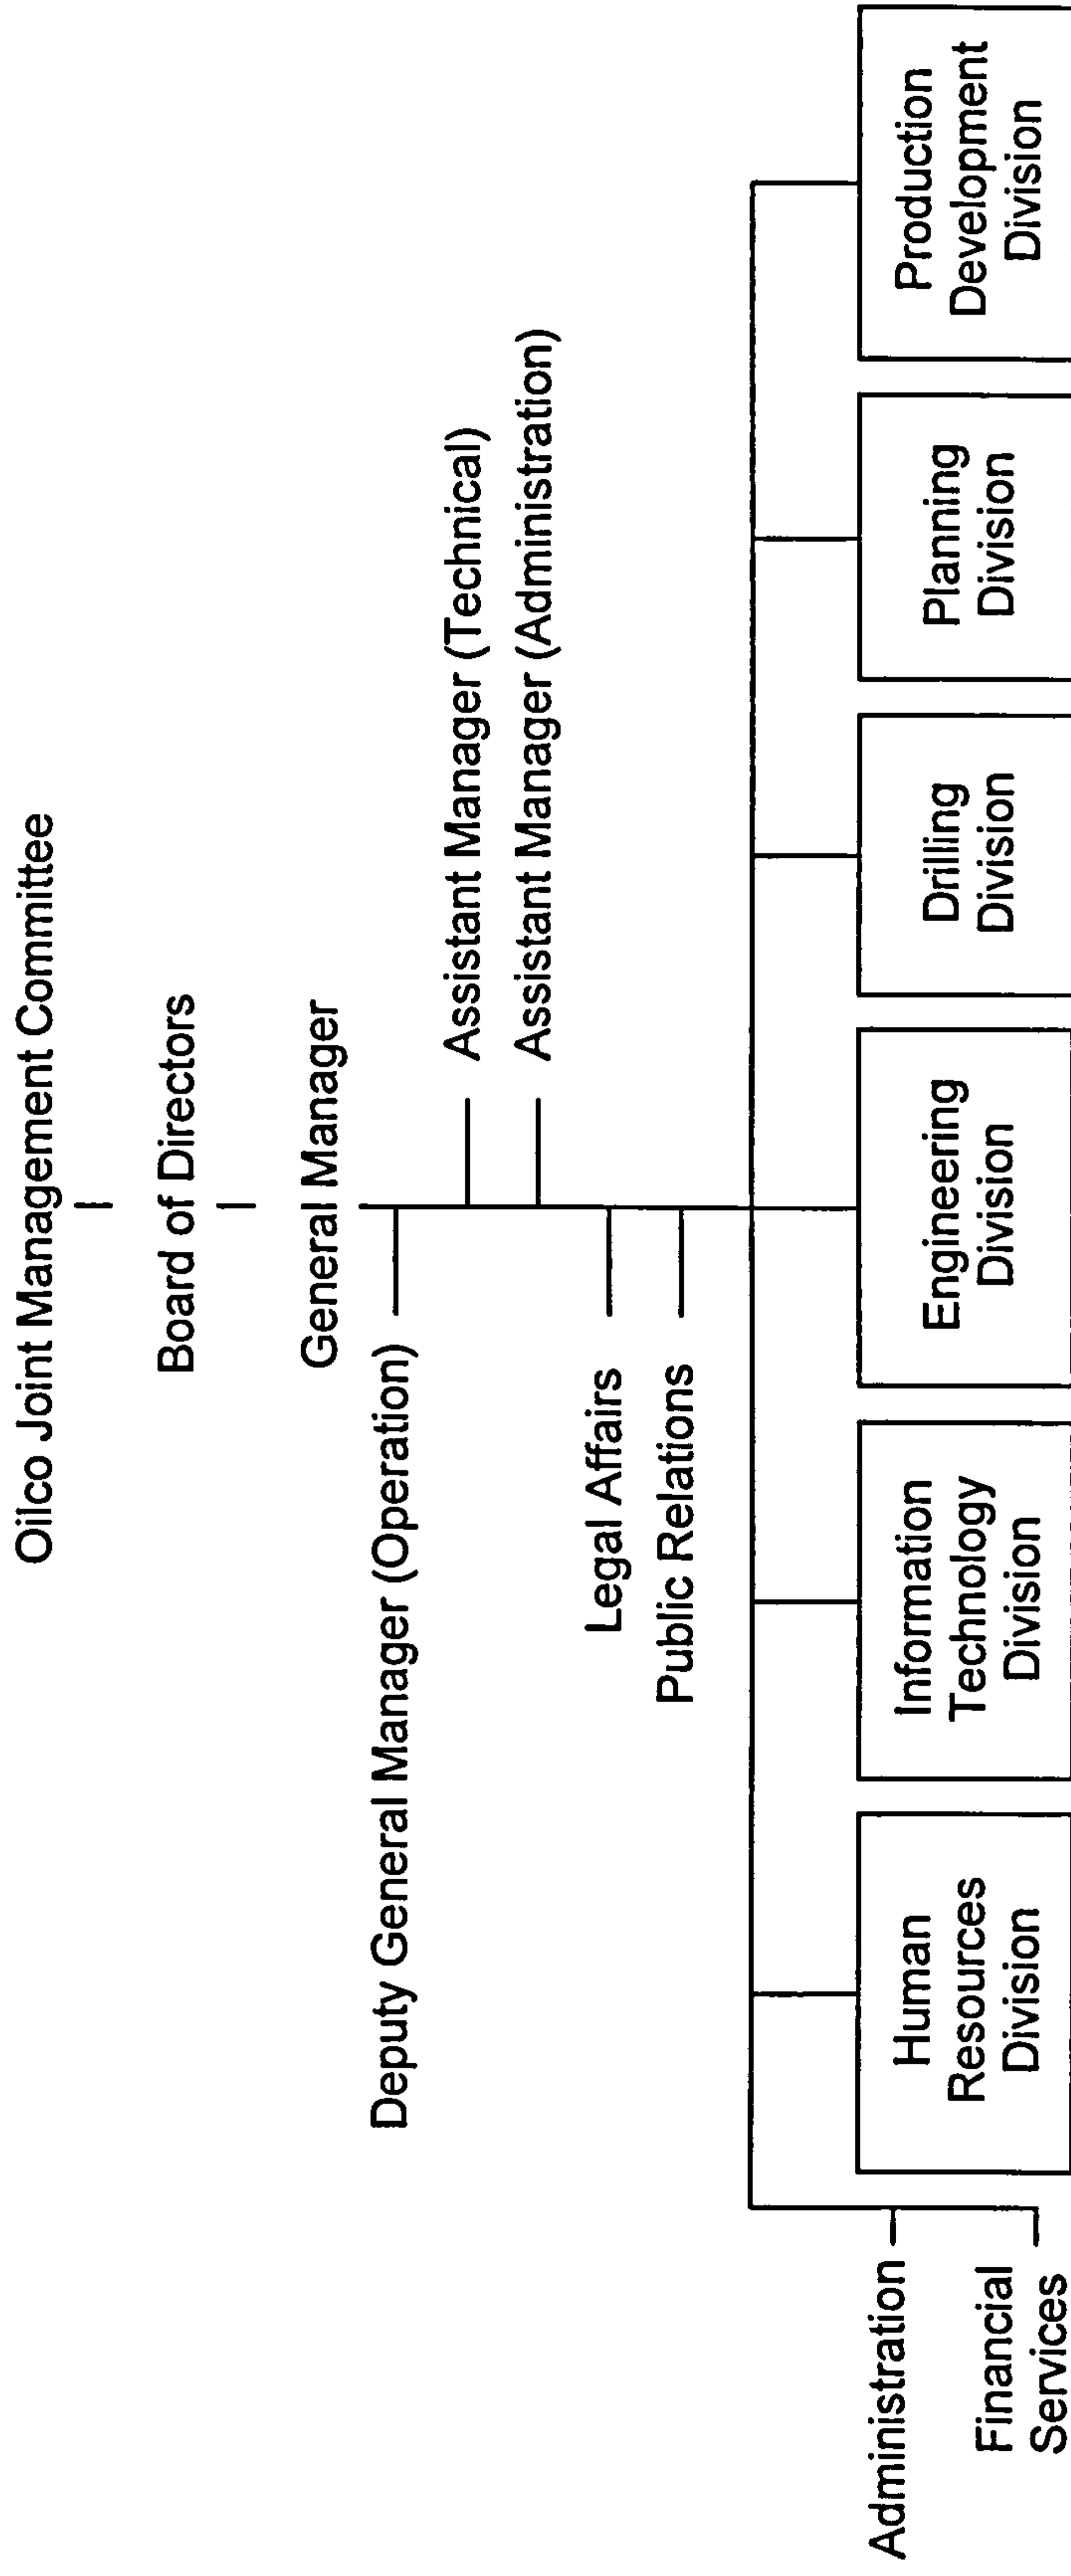 Oilco Joint Management Committee
Board of Directors
General Manager
Deputy General Manager (Operation)
Assistant Manager (Technical)
Assistant Manager (Administration)
Legal Affairs
Public Relations
Administration
Financial
Services
Human
Resources
Division
Information
Technology
Division
Engineering
Division
Drilling
Division
Planning
Division
Production
Development
Division